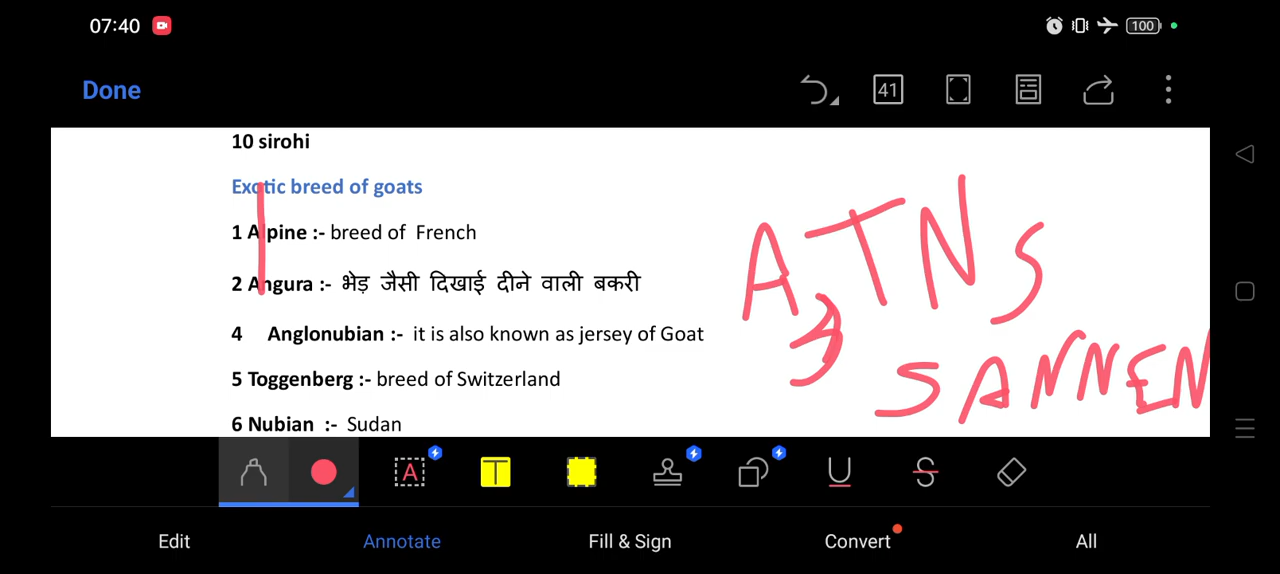 07:40
100
Done
41
10 sirohi
Exotic breed of goats
1 Alpine :- breed of French
2 Angura :- भेड़ जैसी दिखाई दीने वाली बकरी
4 Anglonubian :- it is also known as jersey of Goat
5 Toggenberg :- breed of Switzerland
6 Nubian :- Sudan
ATNS
3
SANNEN
A
T
U
S
Edit
Annotate
Fill & Sign
Convert
All